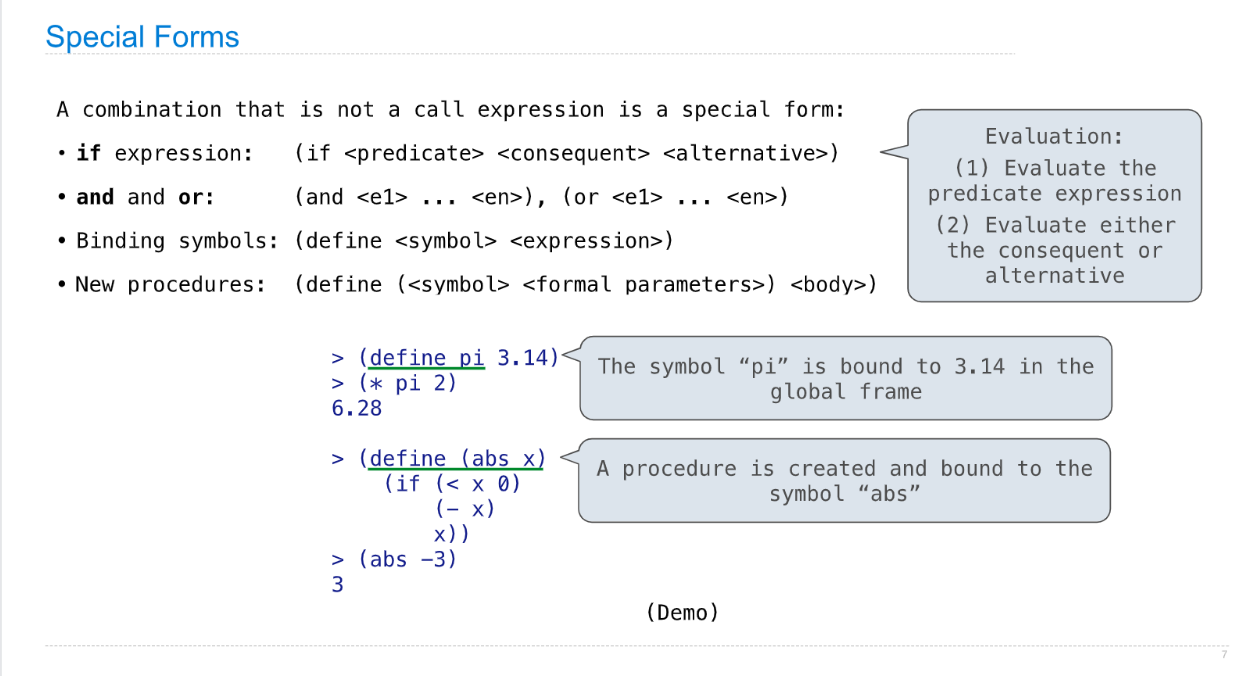 Special Forms
A combination that is not a call expression is a special form:
• if expression: (if <predicate> <consequent> <alternative>)
• and and or: (and <e1> ... <en>), (or <e1> ... <en>)
• Binding symbols: (define <symbol> <expression>)
• New procedures: (define (<symbol> <formal parameters>) <body>)
Evaluation:
(1) Evaluate the
predicate expression
(2) Evaluate either
the consequent or
alternative
> (define pi 3.14)
> (* pi 2)
6.28
The symbol “pi” is bound to 3.14 in the
global frame
> (define (abs x)
(if (< x 0)
(- x)
x))
> (abs -3)
3
A procedure is created and bound to the
symbol “abs”
(Demo)
7